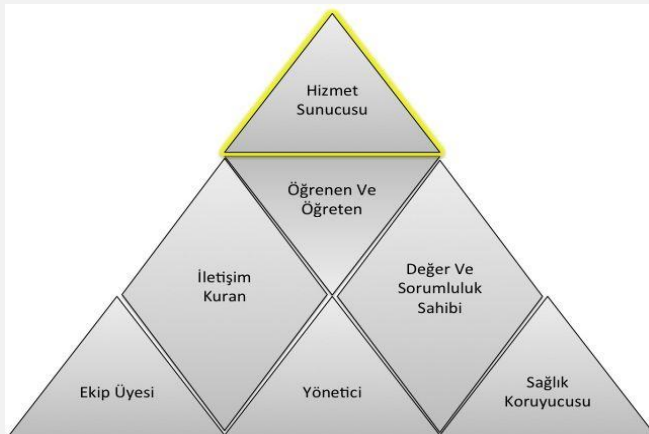 Hizmet
Sunucusu
Öğrenen Ve
Öğreten
İletişim
Kuran
Değer Ve
Sorumluluk
Sahibi
Ekip Üyesi
Yönetici
Sağlık
Koruyucusu